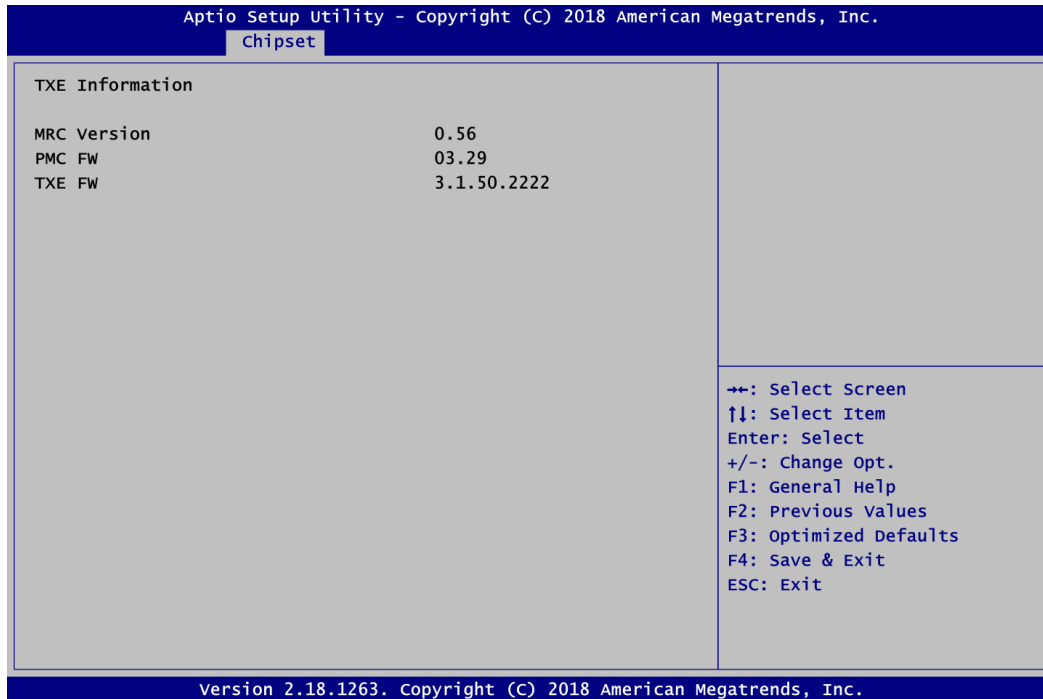 Aptio Setup Utility - Copyright (C) 2018 American Megatrends, Inc.
Chipset
TXE Information
MRC Version 0.56
PMC FW 03.29
TXE FW 3.1.50.2222
→←: Select Screen
↑↓: Select Item
Enter: Select
+/-: Change Opt.
F1: General Help
F2: Previous Values
F3: Optimized Defaults
F4: Save & Exit
ESC: Exit
Version 2.18.1263. Copyright (C) 2018 American Megatrends, Inc.